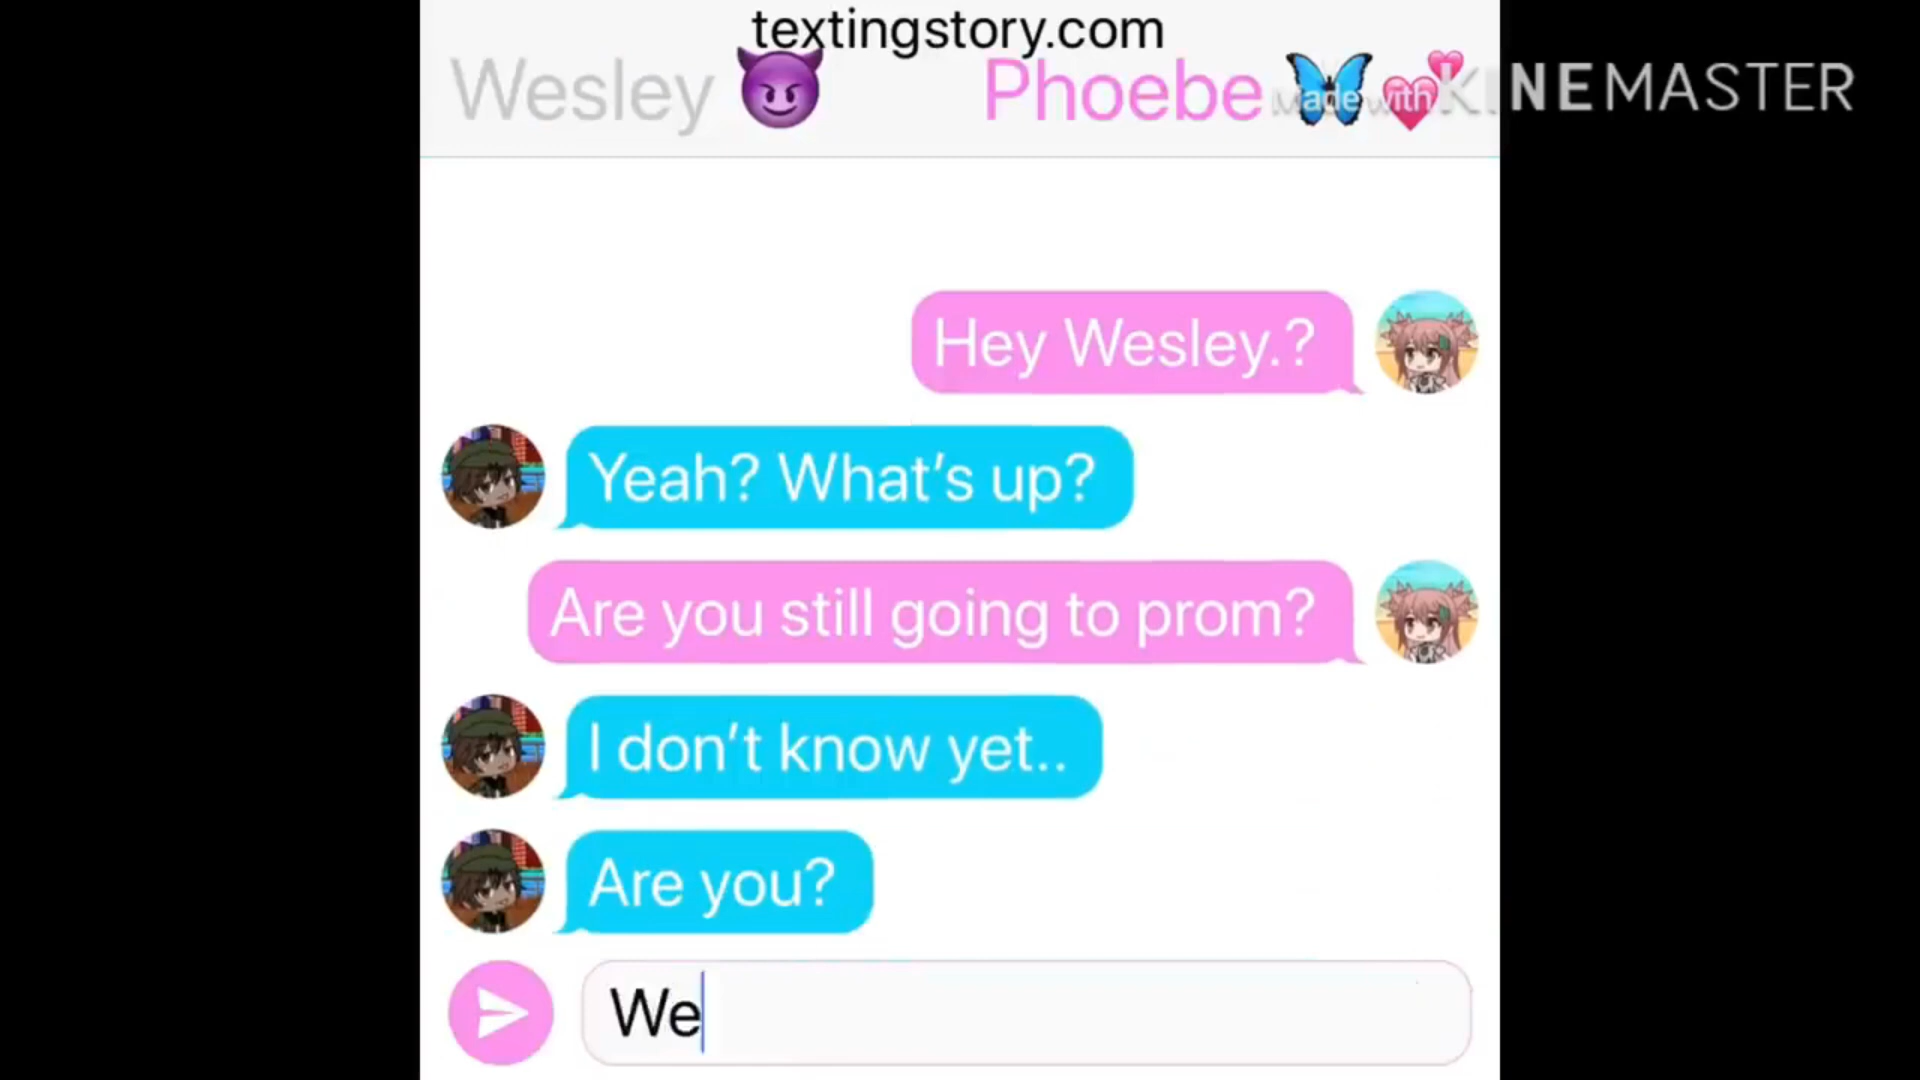 textingstory.com
Wesley 😈 Phoebe 🦋 💕
Made with KINEMASTER
Hey Wesley.?
Yeah? What's up?
Are you still going to prom?
I don't know yet..
Are you?
We